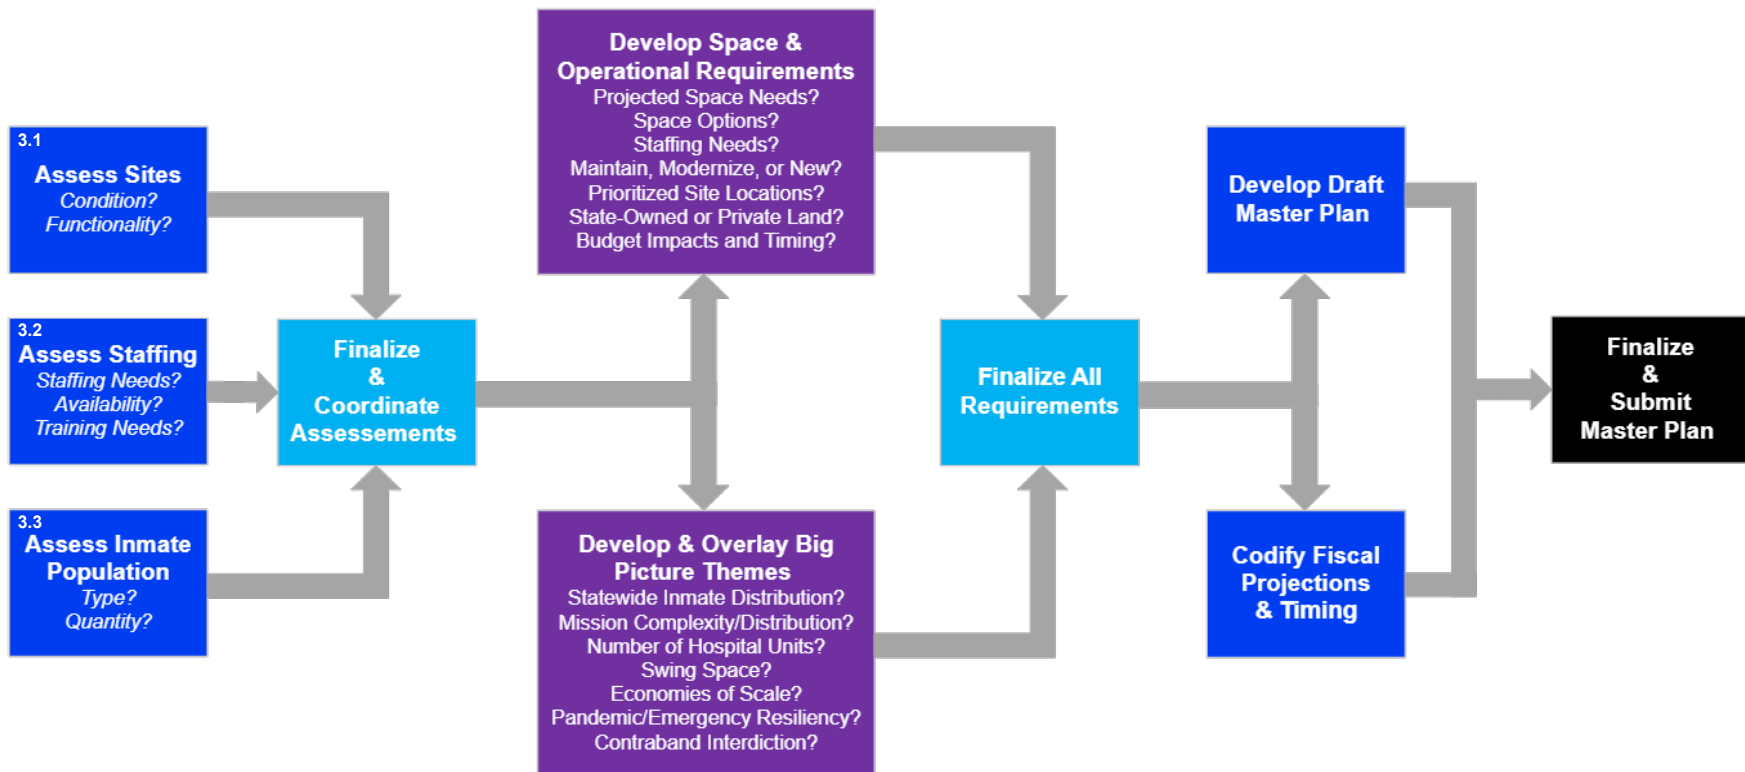 3.1
Assess Sites
Condition?
Functionality?
3.2
Assess Staffing
Staffing Needs?
Availability?
Training Needs?
3.3
Assess Inmate
Population
Type?
Quantity?
Finalize
&
Coordinate
Assessements
Develop Space &
Operational Requirements
Projected Space Needs?
Space Options?
Staffing Needs?
Maintain, Modernize, or New?
Prioritized Site Locations?
State-Owned or Private Land?
Budget Impacts and Timing?
Develop & Overlay Big
Picture Themes
Statewide Inmate Distribution?
Mission Complexity/Distribution?
Number of Hospital Units?
Swing Space?
Economies of Scale?
Pandemic/Emergency Resiliency?
Contraband Interdiction?
Finalize All
Requirements
Develop Draft
Master Plan
Codify Fiscal
Projections
& Timing
Finalize
&
Submit
Master Plan